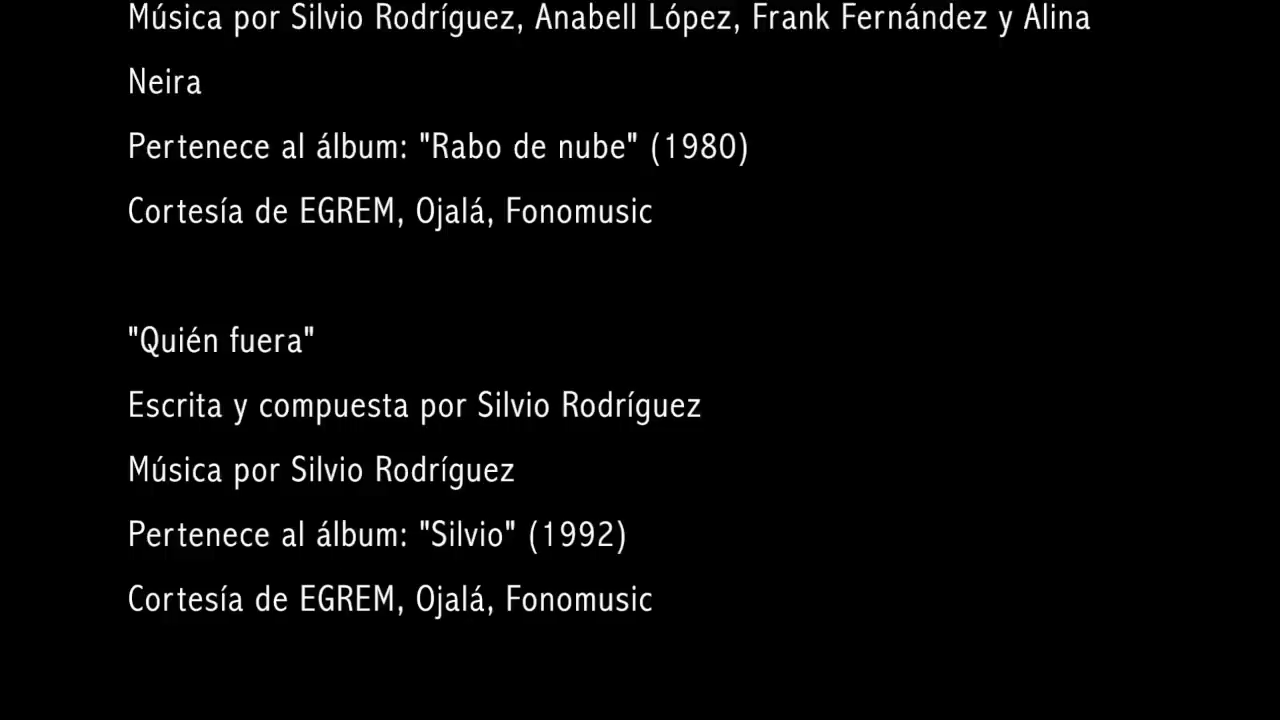 Música por Silvio Rodríguez, Anabell López, Frank Fernández y Alina
Neira
Pertenece al álbum: "Rabo de nube" (1980)
Cortesía de EGREM, Ojalá, Fonomusic
"Quién fuera"
Escrita y compuesta por Silvio Rodríguez
Música por Silvio Rodríguez
Pertenece al álbum: "Silvio" (1992)
Cortesía de EGREM, Ojalá, Fonomusic